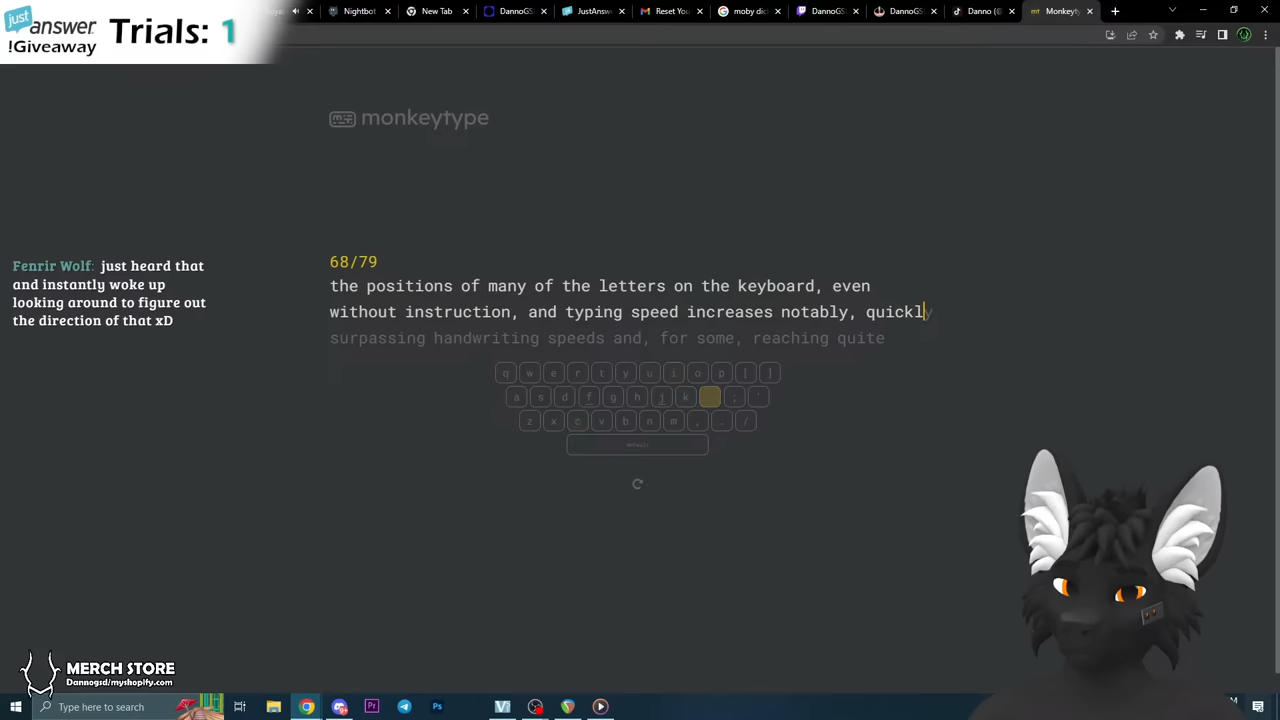 just
answer
!Giveaway
Trials: 1
Nightbot
New Tab
DannoGS
JustAnsw
Reset You
moby dic
DannoGS
DannoGS
Danno (@
Monkeyty
monkeytype
Fenrir Wolf: just heard that
and instantly woke up
looking around to figure out
the direction of that xD
68/79
the positions of many of the letters on the keyboard, even
without instruction, and typing speed increases notably, quickly
surpassing handwriting speeds and, for some, reaching quite
q w e r t y u i o p [ ]
a s d f g h j k ; '
z x c v b n m , . /
MERCH STORE
Dannogsd/myshopify.com
Type here to search